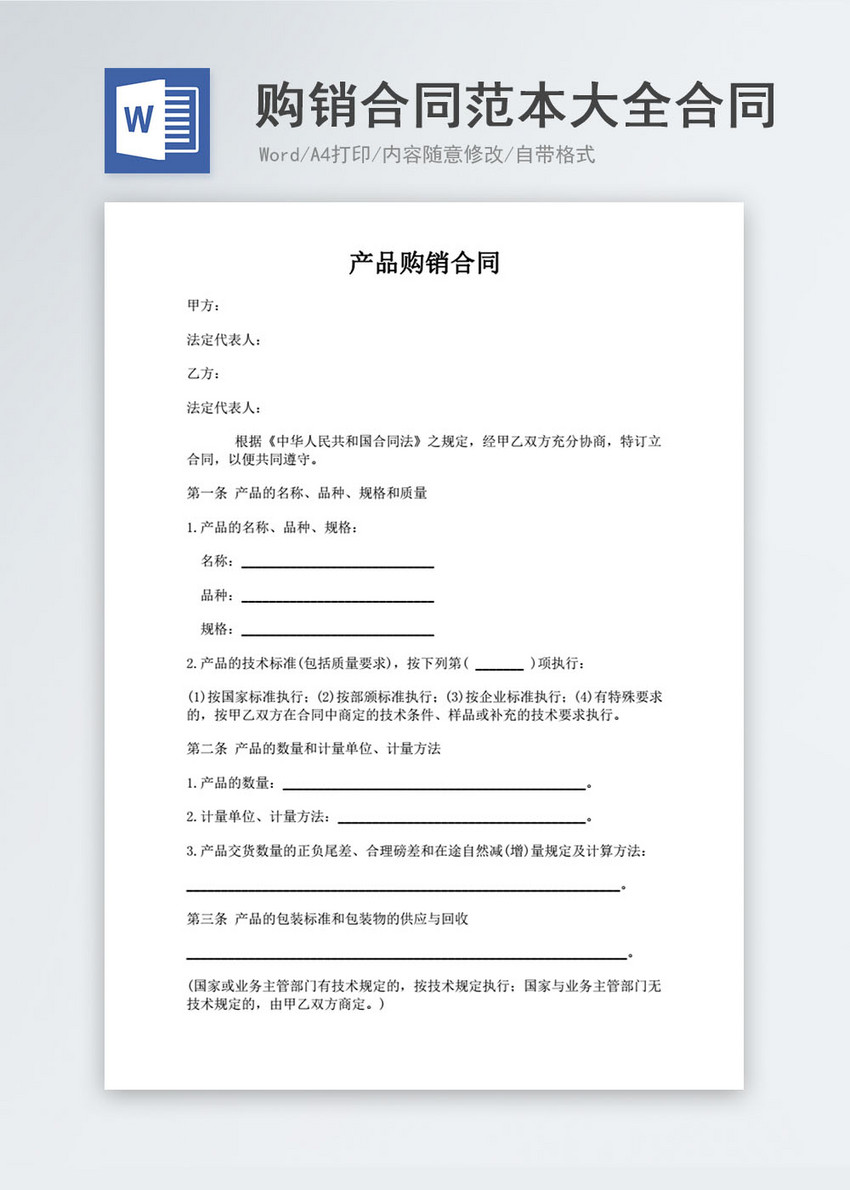 W
购销合同范本大全合同
Word/A4打印/内容随意修改/自带格式
产品购销合同
甲方：
法定代表人：
乙方：
法定代表人：
根据《中华人民共和国合同法》之规定，经甲乙双方充分协商，特订立
合同，以便共同遵守。
第一条 产品的名称、品种、规格和质量
1.产品的名称、品种、规格：
名称：____________________________
品种：____________________________
规格：____________________________
2.产品的技术标准(包括质量要求)，按下列第( _______ )项执行：
(1)按国家标准执行；(2)按部颁标准执行；(3)按企业标准执行；(4)有特殊要求
的，按甲乙双方在合同中商定的技术条件、样品或补充的技术要求执行。
第二条 产品的数量和计量单位、计量方法
1.产品的数量：____________________________________________。
2.计量单位、计量方法：____________________________________。
3.产品交货数量的正负尾差、合理磅差和在途自然减(增)量规定及计算方法：
_______________________________________________________________。
第三条 产品的包装标准和包装物的供应与回收
________________________________________________________________。
(国家或业务主管部门有技术规定的，按技术规定执行；国家与业务主管部门无
技术规定的，由甲乙双方商定。)